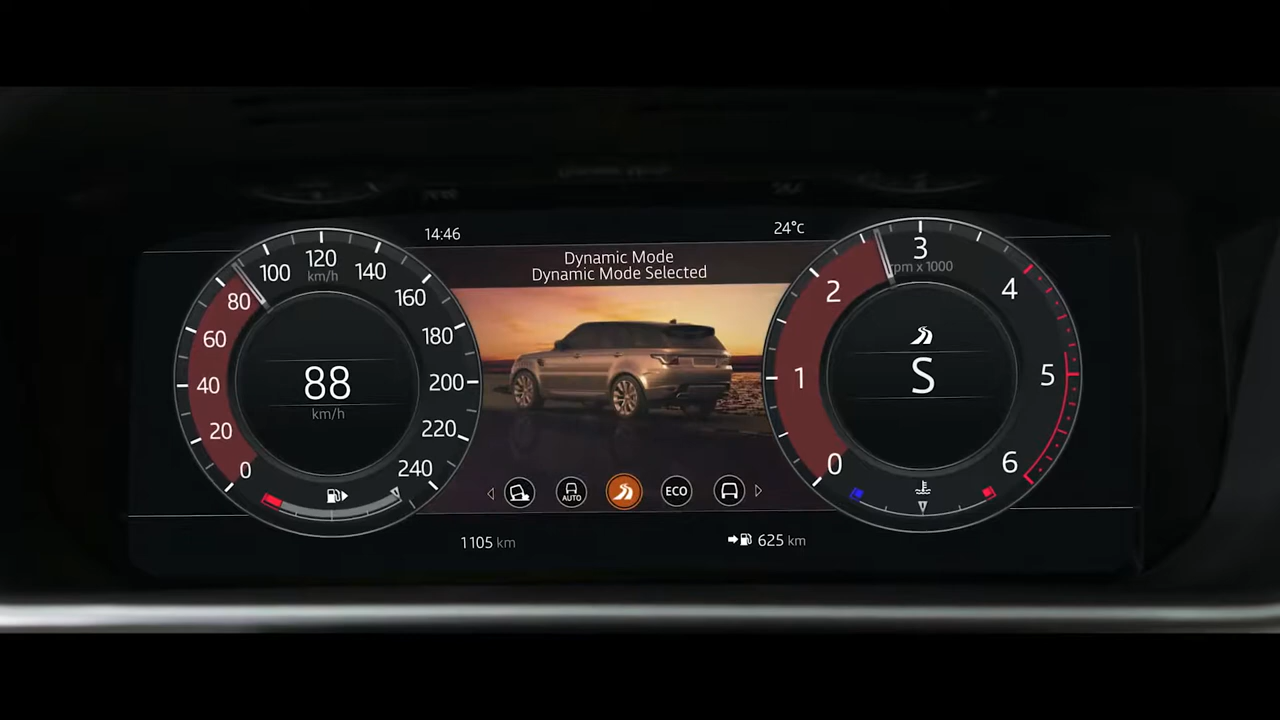 14:46
24°c
Dynamic Mode
Dynamic Mode Selected
0
20
40
60
80
100
120
140
160
180
200
220
240
km/h
88
km/h
0
1
2
3
4
5
6
rpm x 1000
S
AUTO
ECO
1105 km
625 km